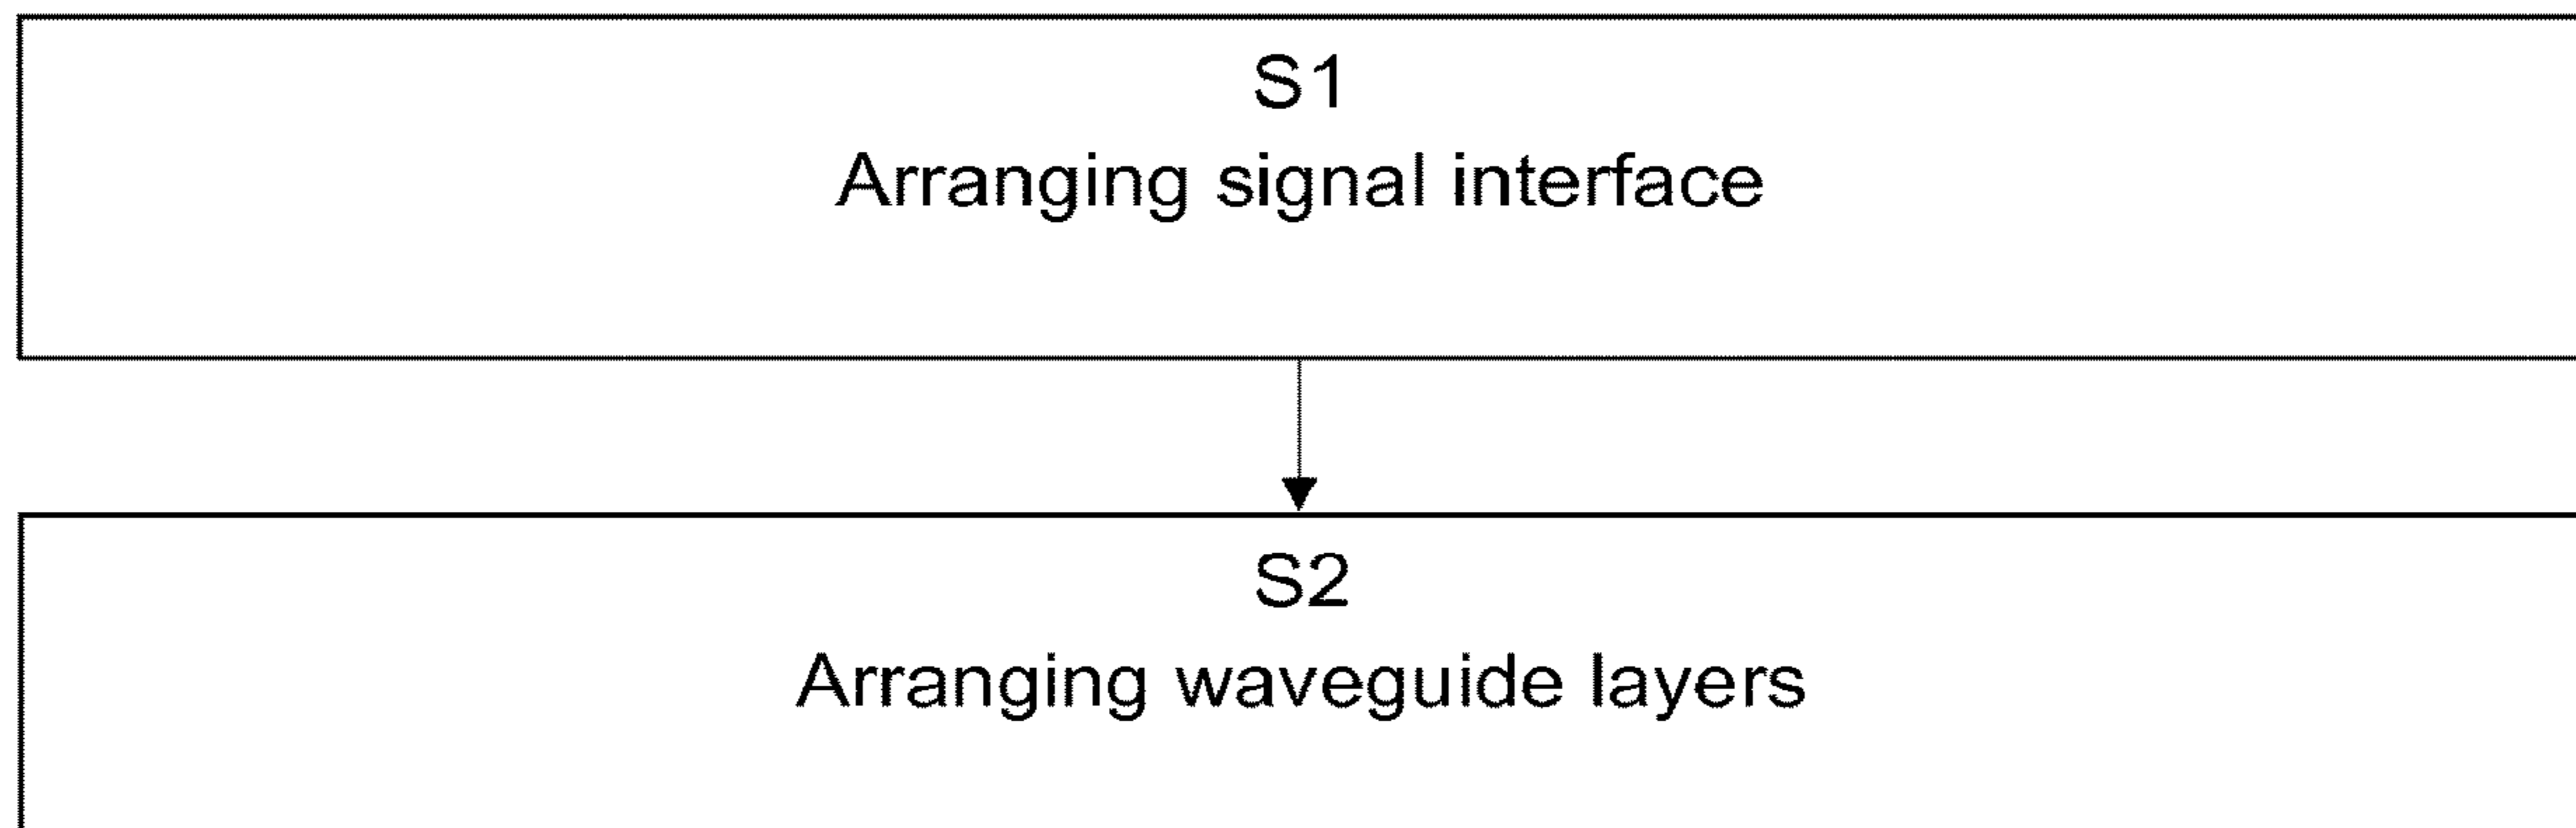 S1
Arranging signal interface
S2
Arranging waveguide layers